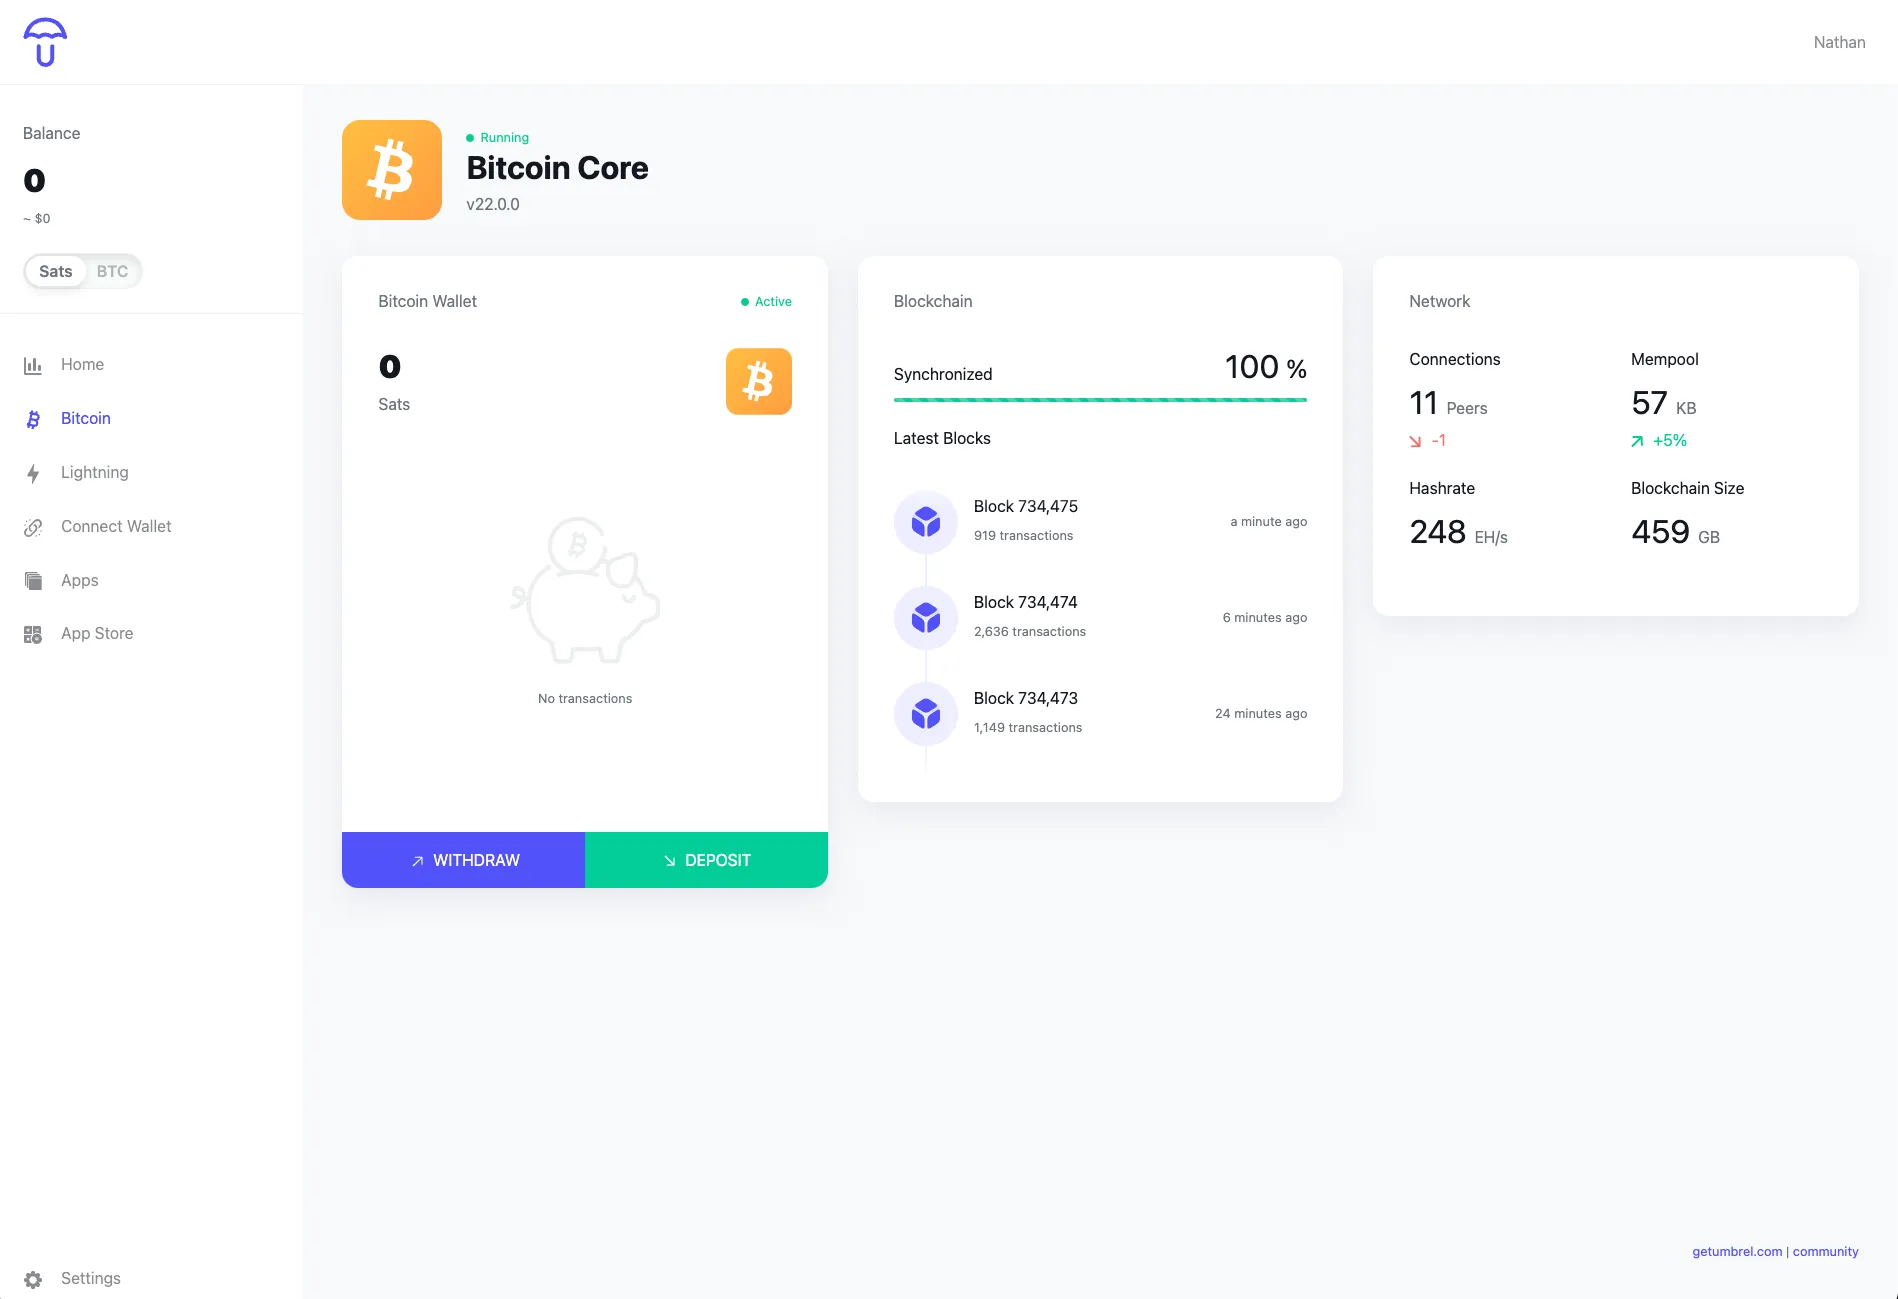 Nathan
Balance
0
~ $0
Sats BTC
Home
Bitcoin
Lightning
Connect Wallet
Apps
App Store
Settings
Running
Bitcoin Core
v22.0.0
Bitcoin Wallet
Active
0
Sats
No transactions
WITHDRAW
DEPOSIT
Blockchain
Synchronized
100 %
Latest Blocks
Block 734,475
919 transactions
a minute ago
Block 734,474
2,636 transactions
6 minutes ago
Block 734,473
1,149 transactions
24 minutes ago
Network
Connections
11 Peers
-1
Mempool
57 KB
+5%
Hashrate
248 EH/s
Blockchain Size
459 GB
getumbrel.com | community